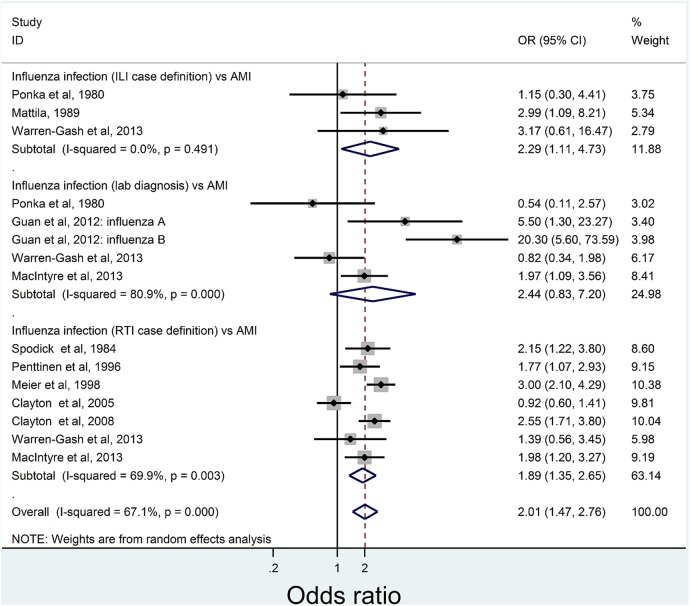 Study %
ID OR (95% CI) Weight
Influenza infection (ILI case definition) vs AMI
Ponka et al, 1980 1.15 (0.30, 4.41) 3.75
Mattila, 1989 2.99 (1.09, 8.21) 5.34
Warren-Gash et al, 2013 3.17 (0.61, 16.47) 2.79
Subtotal (I-squared = 0.0%, p = 0.491) 2.29 (1.11, 4.73) 11.88
.
Influenza infection (lab diagnosis) vs AMI
Ponka et al, 1980 0.54 (0.11, 2.57) 3.02
Guan et al, 2012: influenza A 5.50 (1.30, 23.27) 3.40
Guan et al, 2012: influenza B 20.30 (5.60, 73.59) 3.98
Warren-Gash et al, 2013 0.82 (0.34, 1.98) 6.17
MacIntyre et al, 2013 1.97 (1.09, 3.56) 8.41
Subtotal (I-squared = 80.9%, p = 0.000) 2.44 (0.83, 7.20) 24.98
.
Influenza infection (RTI case definition) vs AMI
Spodick et al, 1984 2.15 (1.22, 3.80) 8.60
Penttinen et al, 1996 1.77 (1.07, 2.93) 9.15
Meier et al, 1998 3.00 (2.10, 4.29) 10.38
Clayton et al, 2005 0.92 (0.60, 1.41) 9.81
Clayton et al, 2008 2.55 (1.71, 3.80) 10.04
Warren-Gash et al, 2013 1.39 (0.56, 3.45) 5.98
MacIntyre et al, 2013 1.98 (1.20, 3.27) 9.19
Subtotal (I-squared = 69.9%, p = 0.003) 1.89 (1.35, 2.65) 63.14
.
Overall (I-squared = 67.1%, p = 0.000) 2.01 (1.47, 2.76) 100.00
NOTE: Weights are from random effects analysis
.2 1 2
Odds ratio